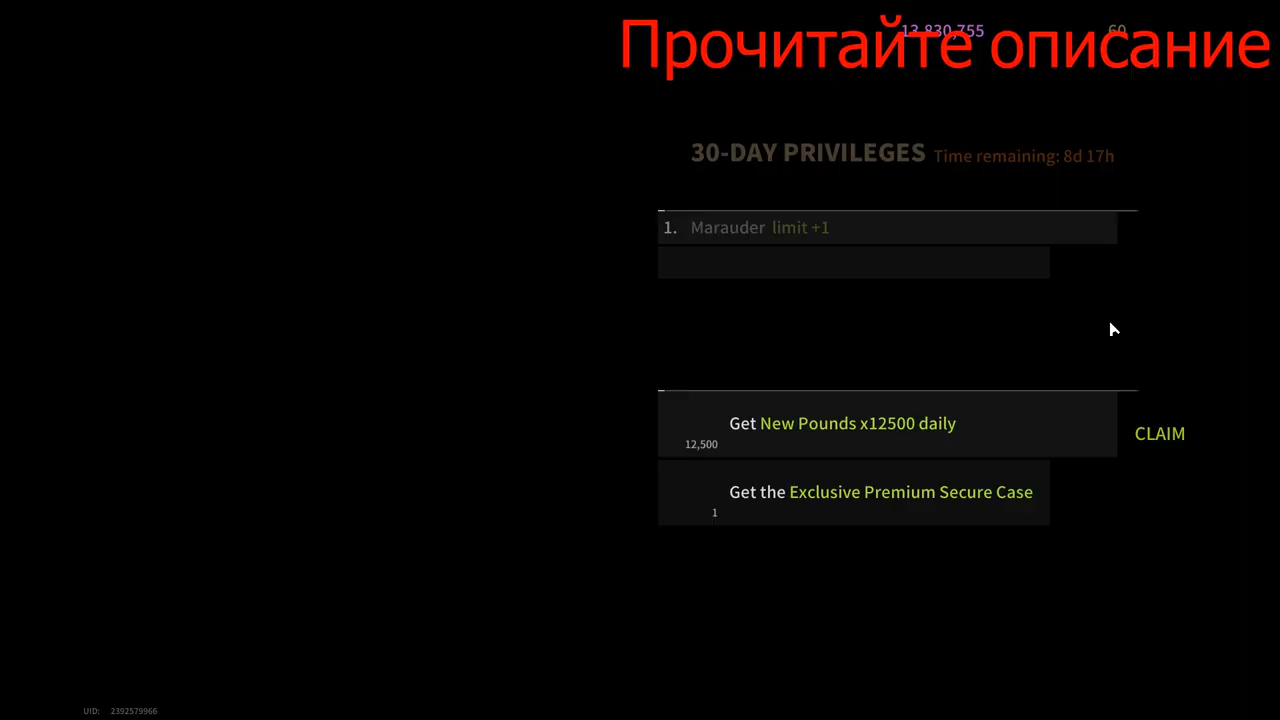 13,830,755 60
Прочитайте описание
30-DAY PRIVILEGES Time remaining: 8d 17h
1. Marauder limit +1
Get New Pounds x12500 daily
12,500
CLAIM
Get the Exclusive Premium Secure Case
1
UID: 2392579966